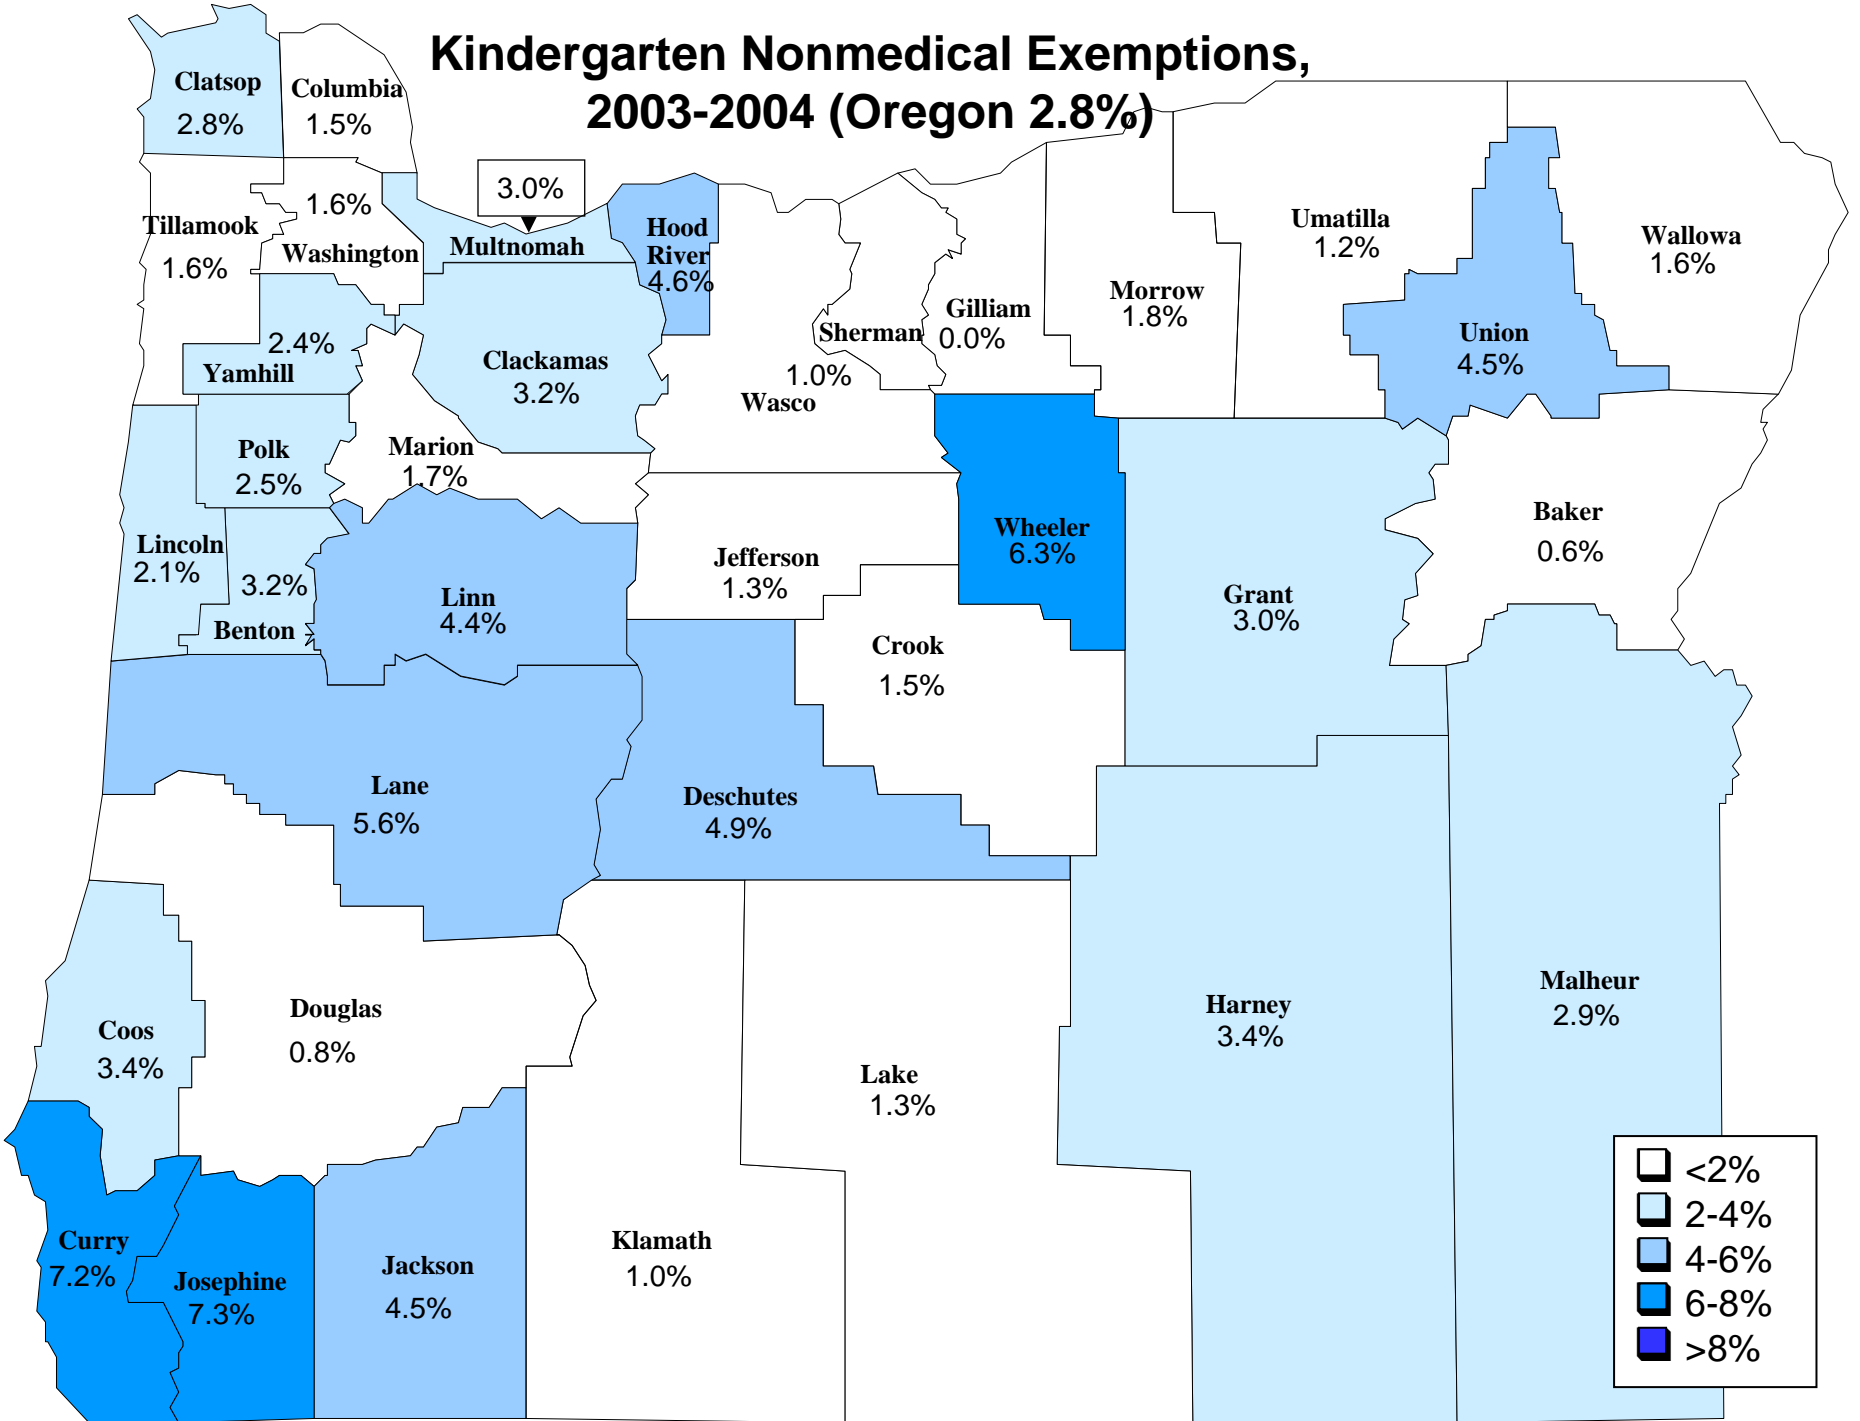 Kindergarten Nonmedical Exemptions,
2003-2004 (Oregon 2.8%)
Clatsop
2.8%
Columbia
1.5%
3.0%
Multnomah
Tillamook
1.6%
1.6%
Washington
Hood
River
4.6%
Umatilla
1.2%
Wallowa
1.6%
Morrow
1.8%
Gilliam
0.0%
Sherman
1.0%
Wasco
Union
4.5%
2.4%
Yamhill
Clackamas
3.2%
Polk
2.5%
Marion
1.7%
Lincoln
2.1%
3.2%
Benton
Linn
4.4%
Jefferson
1.3%
Wheeler
6.3%
Grant
3.0%
Baker
0.6%
Crook
1.5%
Lane
5.6%
Deschutes
4.9%
Coos
3.4%
Douglas
0.8%
Lake
1.3%
Harney
3.4%
Malheur
2.9%
Curry
7.2%
Josephine
7.3%
Jackson
4.5%
Klamath
1.0%
<2%
2-4%
4-6%
6-8%
>8%